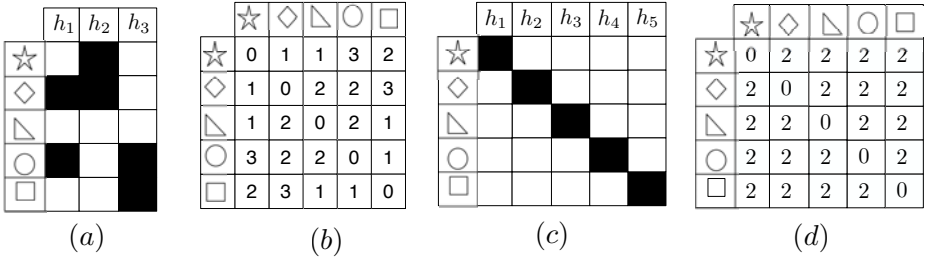 h₁ h₂ h₃
h₁ h₂ h₃ h₄ h₅
0 1 1 3 2
1 0 2 2 3
1 2 0 2 1
3 2 2 0 1
2 3 1 1 0
0 2 2 2 2
2 0 2 2 2
2 2 0 2 2
2 2 2 0 2
2 2 2 2 0
(a) (b) (c) (d)